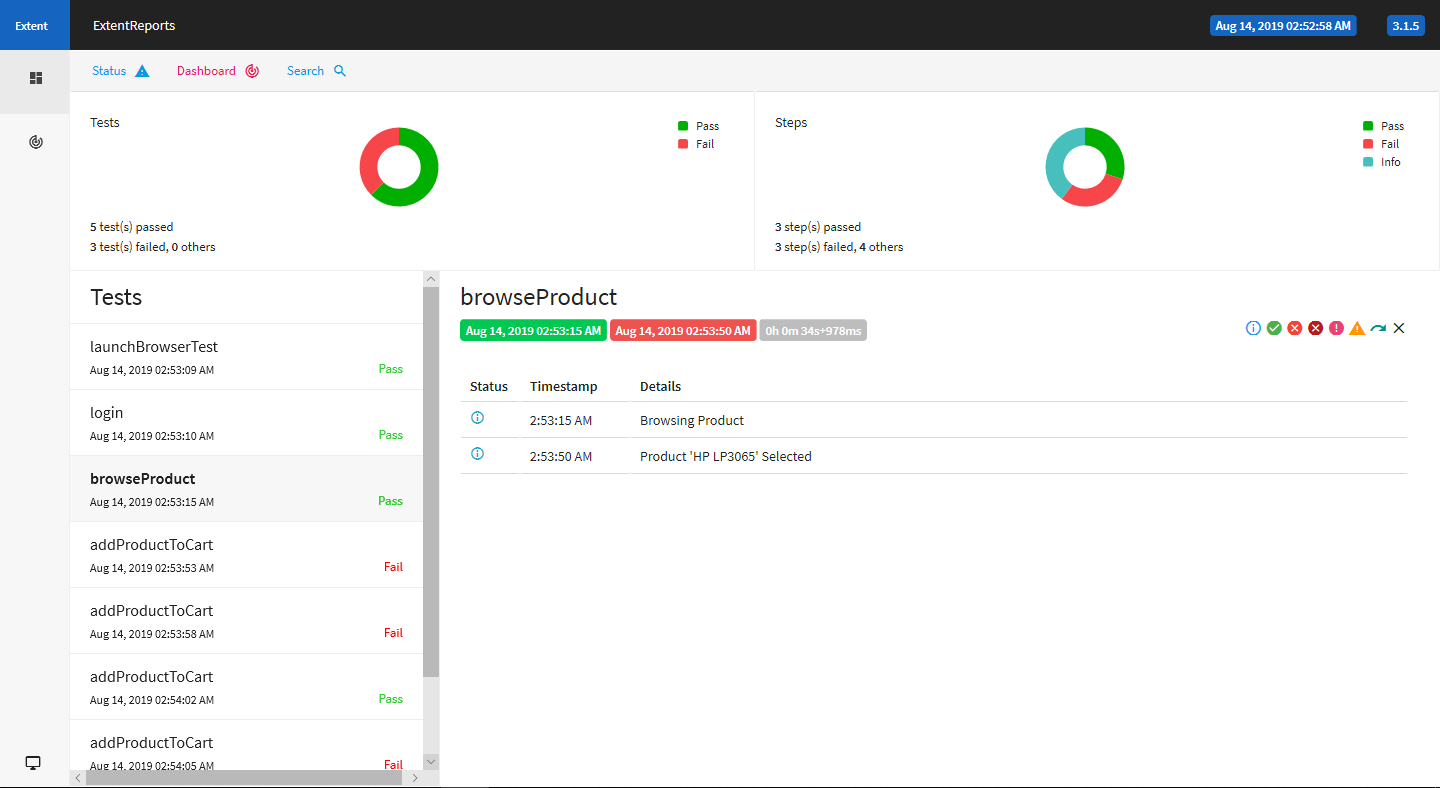 Extent
ExtentReports
Aug 14, 2019 02:52:58 AM
3.1.5
Status
Dashboard
Search
Tests
Pass
Fail
5 test(s) passed
3 test(s) failed, 0 others
Steps
Pass
Fail
Info
3 step(s) passed
3 step(s) failed, 4 others
Tests
launchBrowserTest
Aug 14, 2019 02:53:09 AM Pass
login
Aug 14, 2019 02:53:10 AM Pass
browseProduct
Aug 14, 2019 02:53:15 AM Pass
addProductToCart
Aug 14, 2019 02:53:53 AM Fail
addProductToCart
Aug 14, 2019 02:53:58 AM Fail
addProductToCart
Aug 14, 2019 02:54:02 AM Pass
addProductToCart
Aug 14, 2019 02:54:05 AM Fail
browseProduct
Aug 14, 2019 02:53:15 AM Aug 14, 2019 02:53:50 AM 0h 0m 34s+978ms
Status Timestamp Details
2:53:15 AM Browsing Product
2:53:50 AM Product 'HP LP3065' Selected